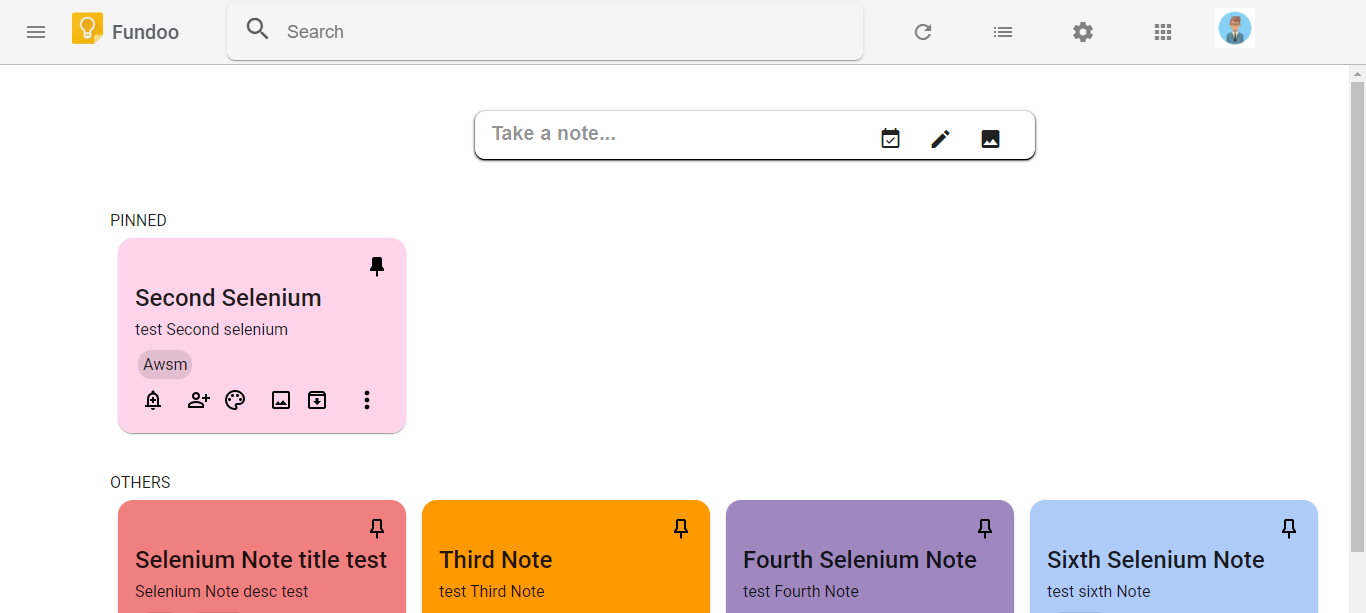 Fundoo
Search
Take a note...
PINNED
Second Selenium
test Second selenium
Awsm
OTHERS
Selenium Note title test
Selenium Note desc test
Third Note
test Third Note
Fourth Selenium Note
test Fourth Note
Sixth Selenium Note
test sixth Note